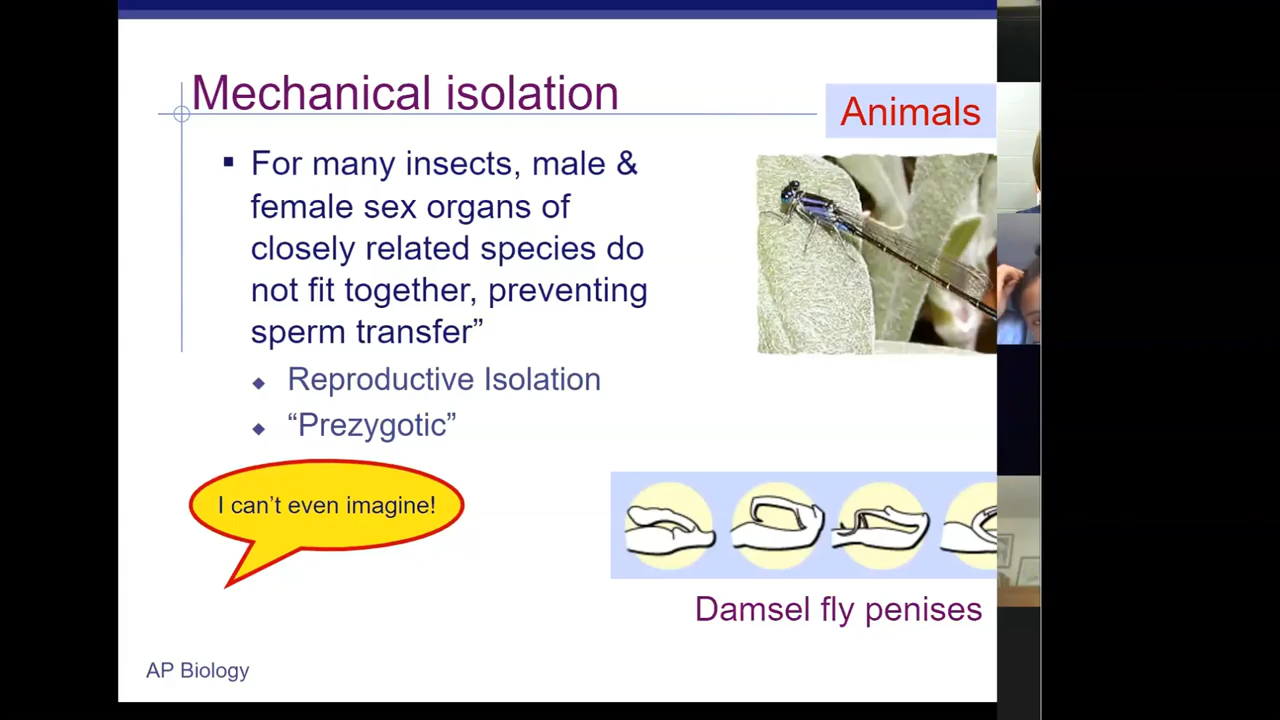 Mechanical isolation
Animals
▪ For many insects, male &
female sex organs of
closely related species do
not fit together, preventing
sperm transfer”
◆ Reproductive Isolation
◆ “Prezygotic”
I can’t even imagine!
Damsel fly penises
AP Biology